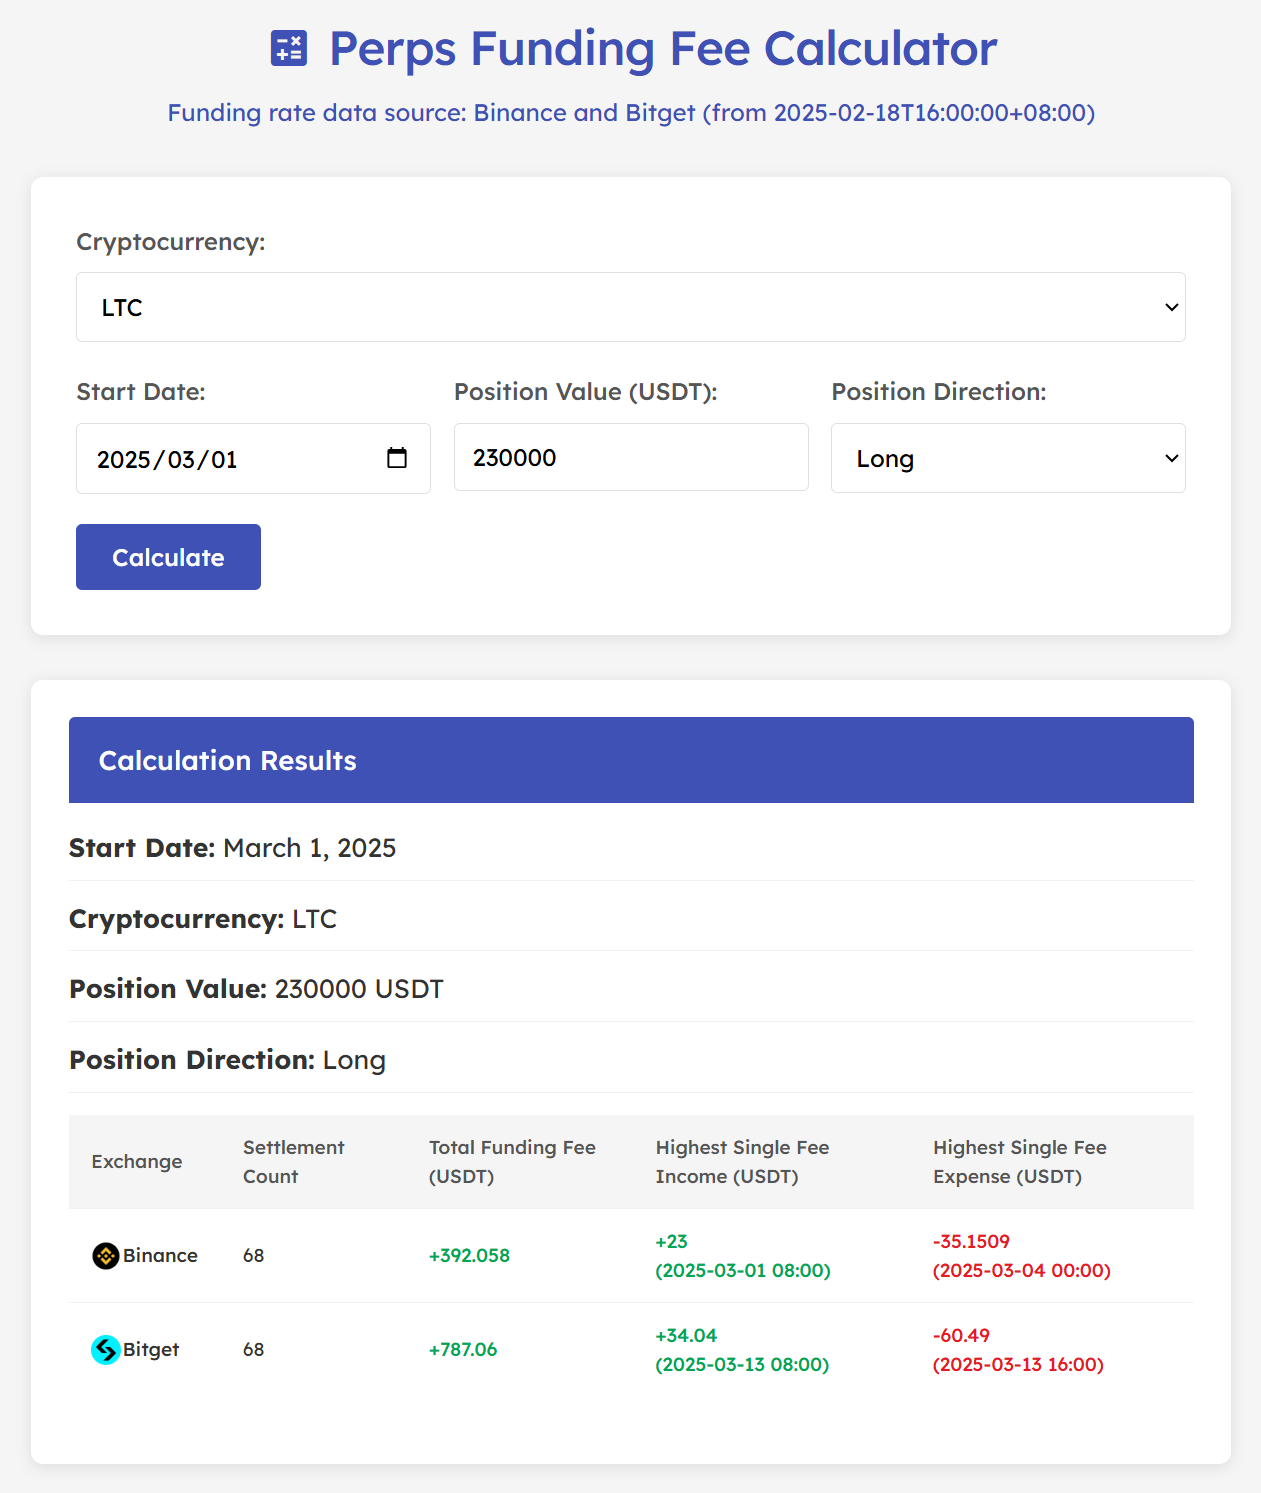 Perps Funding Fee Calculator
Funding rate data source: Binance and Bitget (from 2025-02-18T16:00:00+08:00)
Cryptocurrency:
LTC
Start Date:
Position Value (USDT):
Position Direction:
2025/03/01
230000
Long
Calculate
Calculation Results
Start Date: March 1, 2025
Cryptocurrency: LTC
Position Value: 230000 USDT
Position Direction: Long
Exchange
Settlement
Count
Total Funding Fee
(USDT)
Highest Single Fee
Income (USDT)
Highest Single Fee
Expense (USDT)
Binance
68
+392.058
+23
(2025-03-01 08:00)
-35.1509
(2025-03-04 00:00)
Bitget
68
+787.06
+34.04
(2025-03-13 08:00)
-60.49
(2025-03-13 16:00)